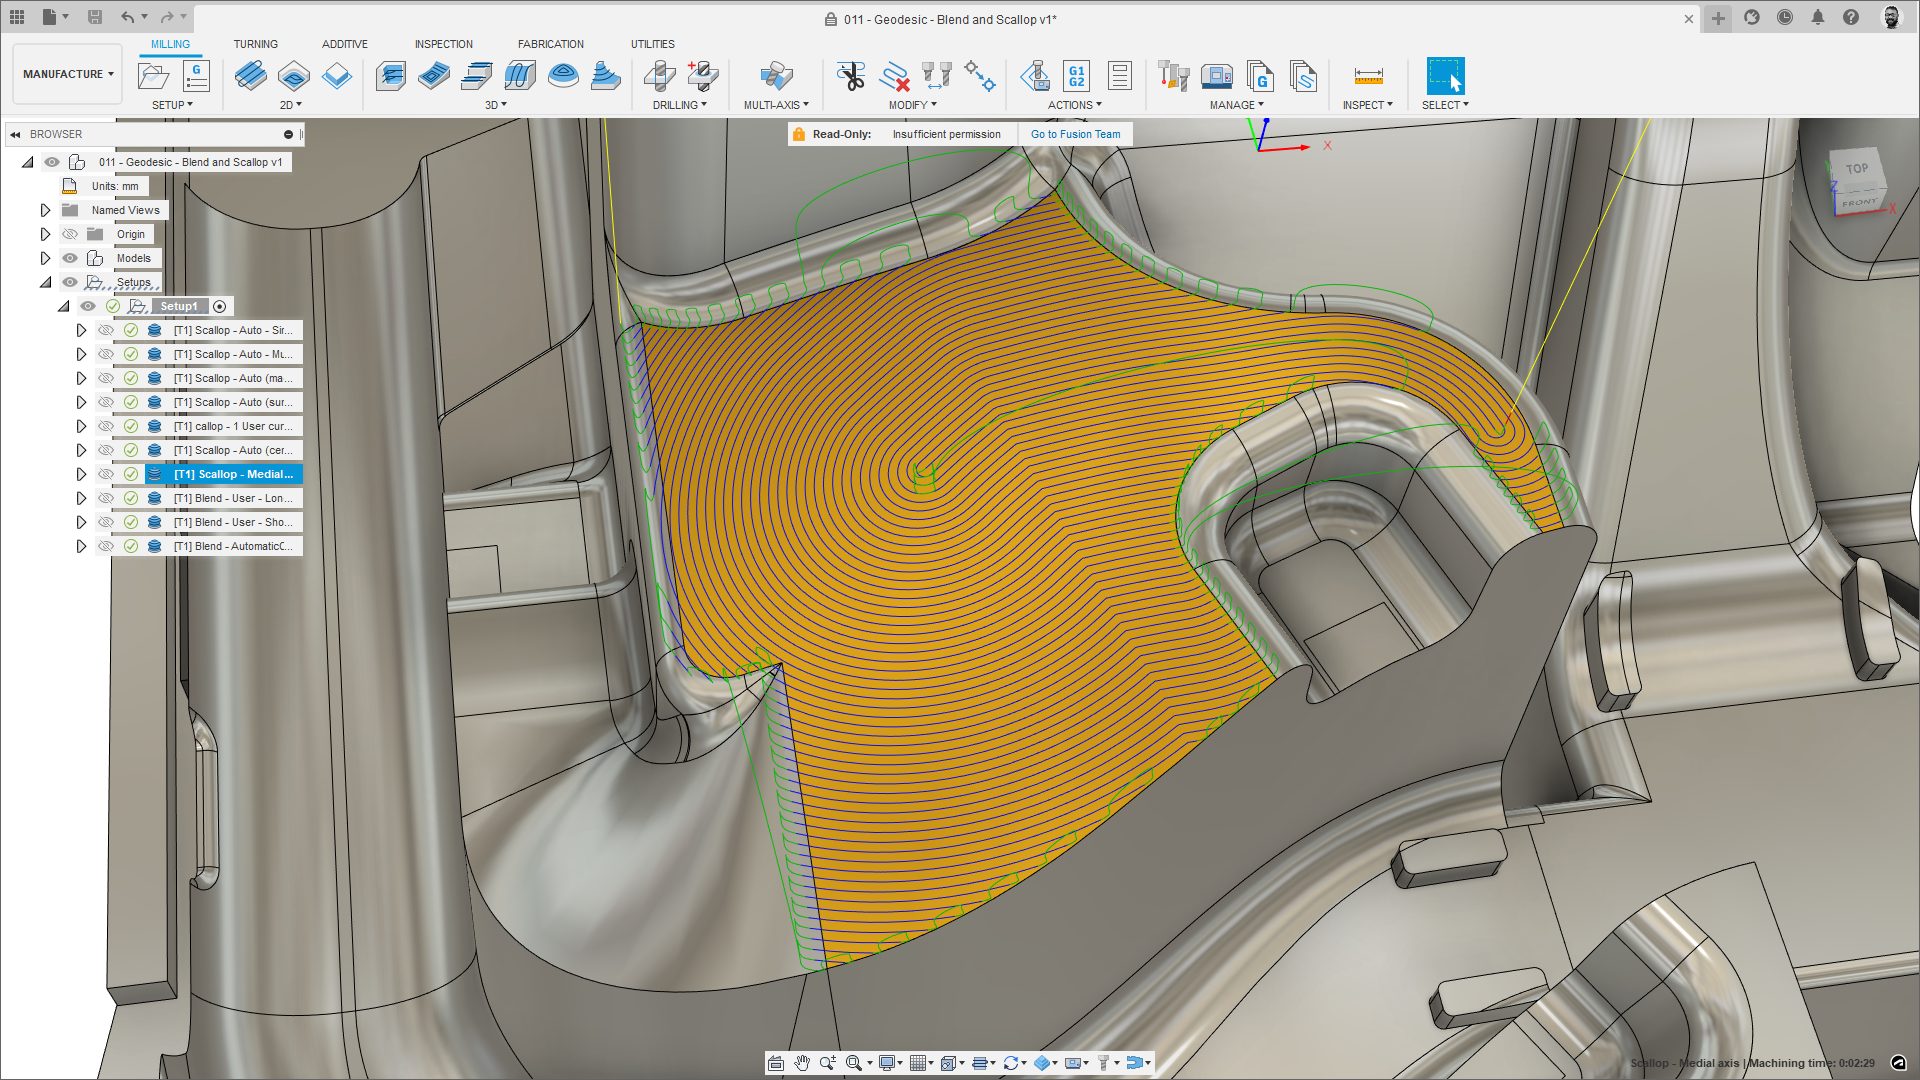 011 - Geodesic - Blend and Scallop v1*
MILLING TURNING ADDITIVE INSPECTION FABRICATION UTILITIES
MANUFACTURE
G
G1
G2
G
SETUP 2D 3D DRILLING MULTI-AXIS MODIFY ACTIONS MANAGE INSPECT SELECT
BROWSER
Read-Only: Insufficient permission Go to Fusion Team
X
TOP
FRONT
Z
X
011 - Geodesic - Blend and Scallop v1
Units: mm
Named Views
Origin
Models
Setups
Setup1
[T1] Scallop - Auto - Sir...
[T1] Scallop - Auto - Mu...
[T1] Scallop - Auto (ma...
[T1] Scallop - Auto (sur...
[T1] callop - 1 User cur...
[T1] Scallop - Auto (cer...
[T1] Scallop - Medial...
[T1] Blend - User - Lon...
[T1] Blend - User - Sho...
[T1] Blend - AutomaticC...
Scallop - Medial axis | Machining time: 0:02:29